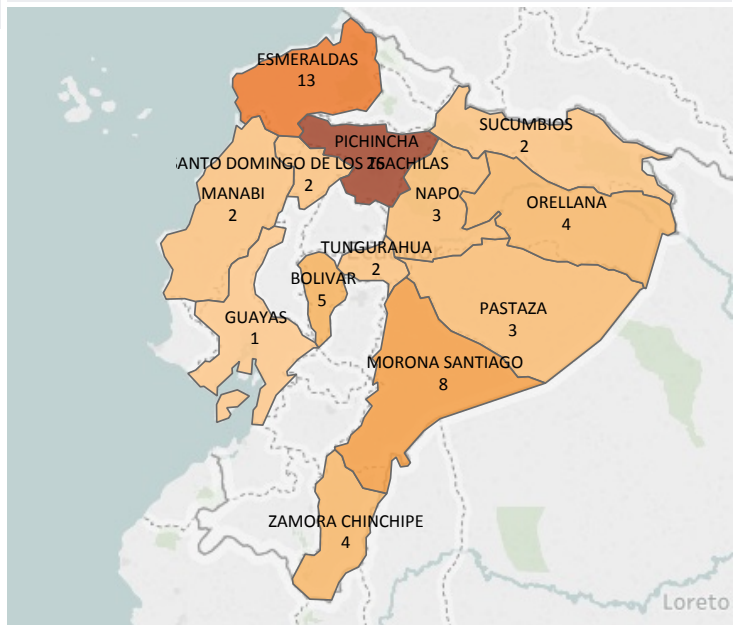 ESMERALDAS
13
PICHINCHA
SUCUMBIOS
2
ANTO DOMINGO DE LOS TSACHILAS
2
MANABI
2
NAPO
3
ORELLANA
4
TUNGURAHUA
2
BOLIVAR
5
GUAYAS
1
PASTAZA
3
MORONA SANTIAGO
8
ZAMORA CHINCHIPE
4
Loreto